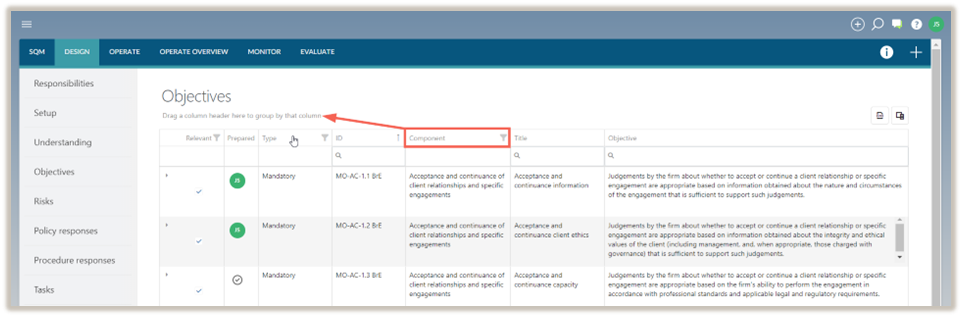 JS
SQM DESIGN OPERATE OPERATE OVERVIEW MONITOR EVALUATE
Responsibilities
Setup
Understanding
Objectives
Risks
Policy responses
Procedure responses
Tasks
Objectives
Drag a column header here to group by that column
Relevant Prepared Type ID Component Title Objective
JS
Mandatory
MO-AC-1.1 BrE
Acceptance and continuance of
client relationships and specific
engagements
Acceptance and
continuance information
Judgements by the firm about whether to accept or continue a client relationship or specific
engagement are appropriate based on information obtained about the nature and circumstances
of the engagement that is sufficient to support such judgements.
JS
Mandatory
MO-AC-1.2 BrE
Acceptance and continuance of
client relationships and specific
engagements
Acceptance and
continuance client ethics
Judgements by the firm about whether to accept or continue a client relationship or specific
engagement are appropriate based on information obtained about the integrity and ethical
values of the client (including management, and, when appropriate, those charged with
governance) that is sufficient to support such judgements.
Mandatory
MO-AC-1.3 BrE
Acceptance and continuance of
client relationships and specific
engagements
Acceptance and
continuance capacity
Judgements by the firm about whether to accept or continue a client relationship or specific
engagement are appropriate based on the firm's ability to perform the engagement in
accordance with professional standards and applicable legal and regulatory requirements.